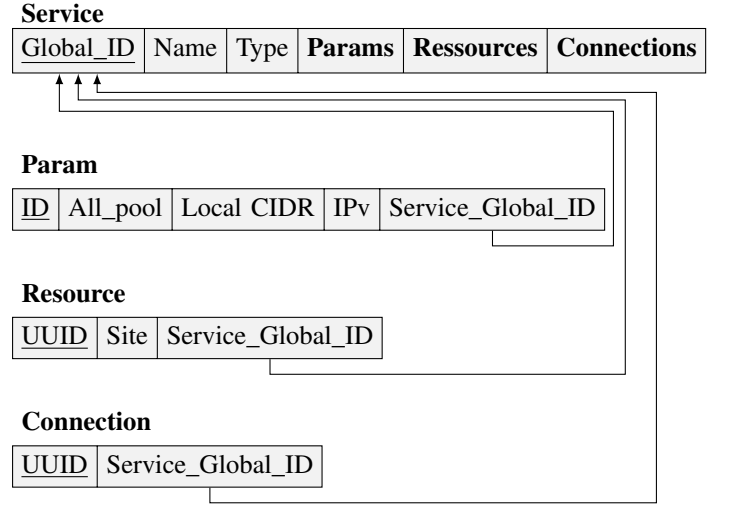 Service
Global_ID Name Type Params Ressources Connections
Param
ID All_pool Local CIDR IPv Service_Global_ID
Resource
UUID Site Service_Global_ID
Connection
UUID Service_Global_ID